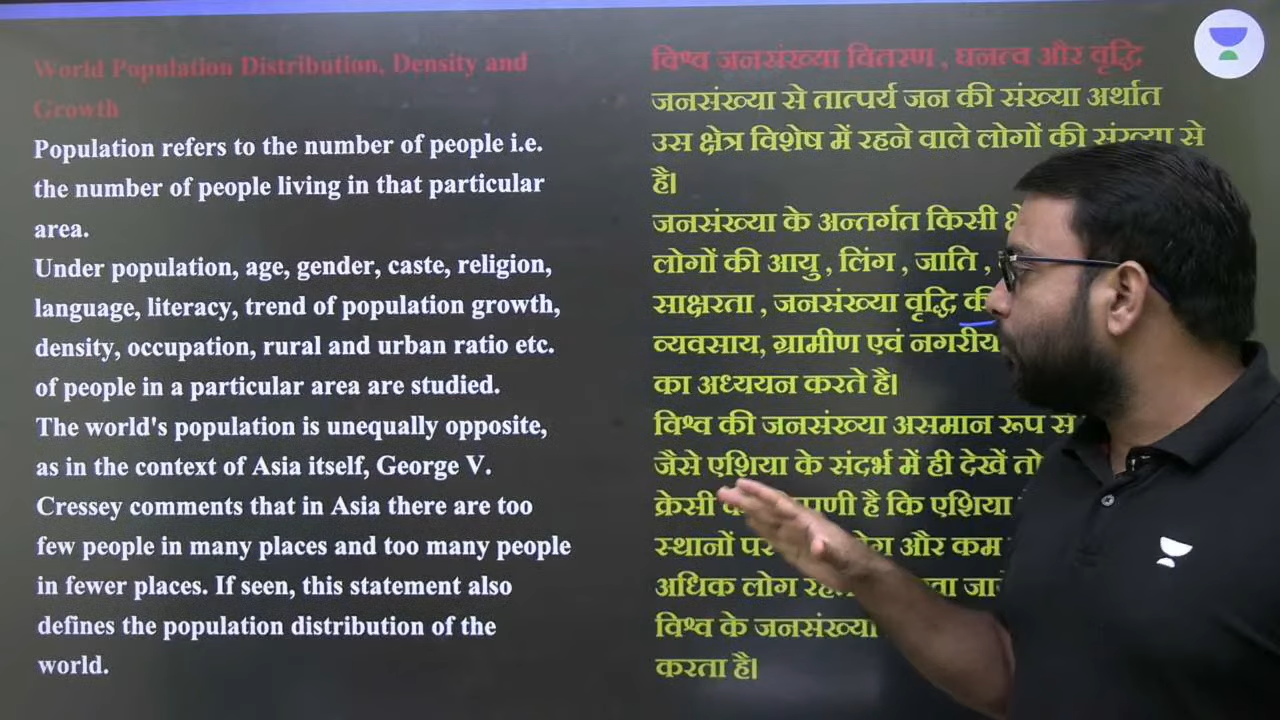 World Population Distribution, Density and
Growth
Population refers to the number of people i.e.
the number of people living in that particular
area.
Under population, age, gender, caste, religion,
language, literacy, trend of population growth,
density, occupation, rural and urban ratio etc.
of people in a particular area are studied.
The world's population is unequally opposite,
as in the context of Asia itself, George V.
Cressey comments that in Asia there are too
few people in many places and too many people
in fewer places. If seen, this statement also
defines the population distribution of the
world.
विश्व जनसंख्या वितरण , घनत्व और वृद्धि
जनसंख्या से तात्पर्य जन की संख्या अर्थात
उस क्षेत्र विशेष में रहने वाले लोगों की संख्या से
है।
जनसंख्या के अन्तर्गत किसी
लोगों की आयु , लिंग , जाति ,
साक्षरता , जनसंख्या वृद्धि की
व्यवसाय, ग्रामीण एवं नगरीय
का अध्ययन करते है।
विश्व की जनसंख्या असमान रूप से
जैसे एशिया के संदर्भ में ही देखें तो
क्रेसी है कि एशिया
स्थानों पर और कम
अधिक लोग
विश्व के जनसंख्या
करता है।